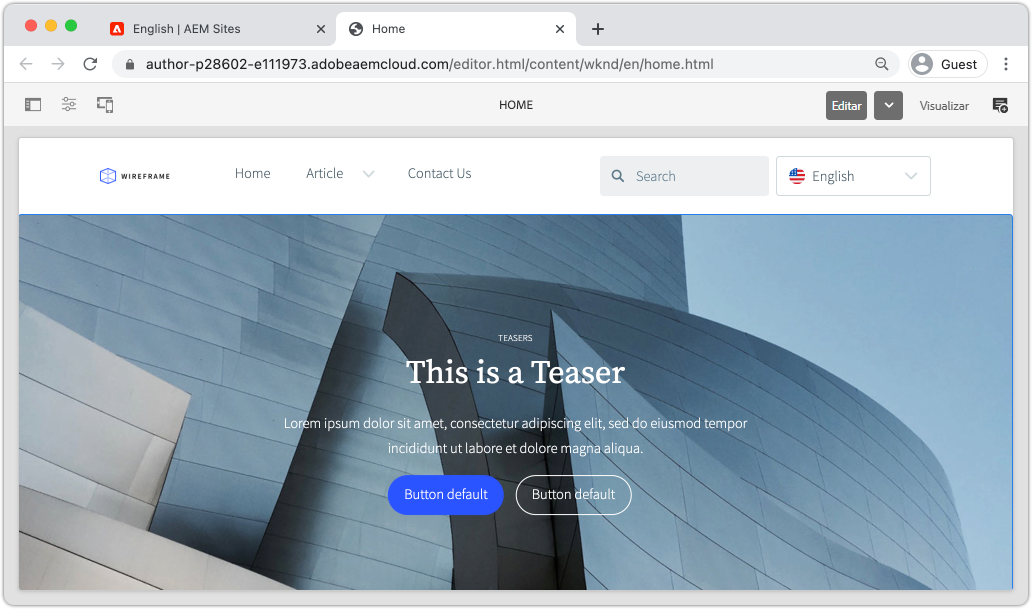 English | AEM Sites
Home
author-p28602-e111973.adobeaemcloud.com/editor.html/content/wknd/en/home.html
Guest
HOME
Editar
Visualizar
WIREFRAME
Home
Article
Contact Us
Search
English
TEASERS
This is a Teaser
Lorem ipsum dolor sit amet, consectetur adipiscing elit, sed do eiusmod tempor
incididunt ut labore et dolore magna aliqua.
Button default
Button default